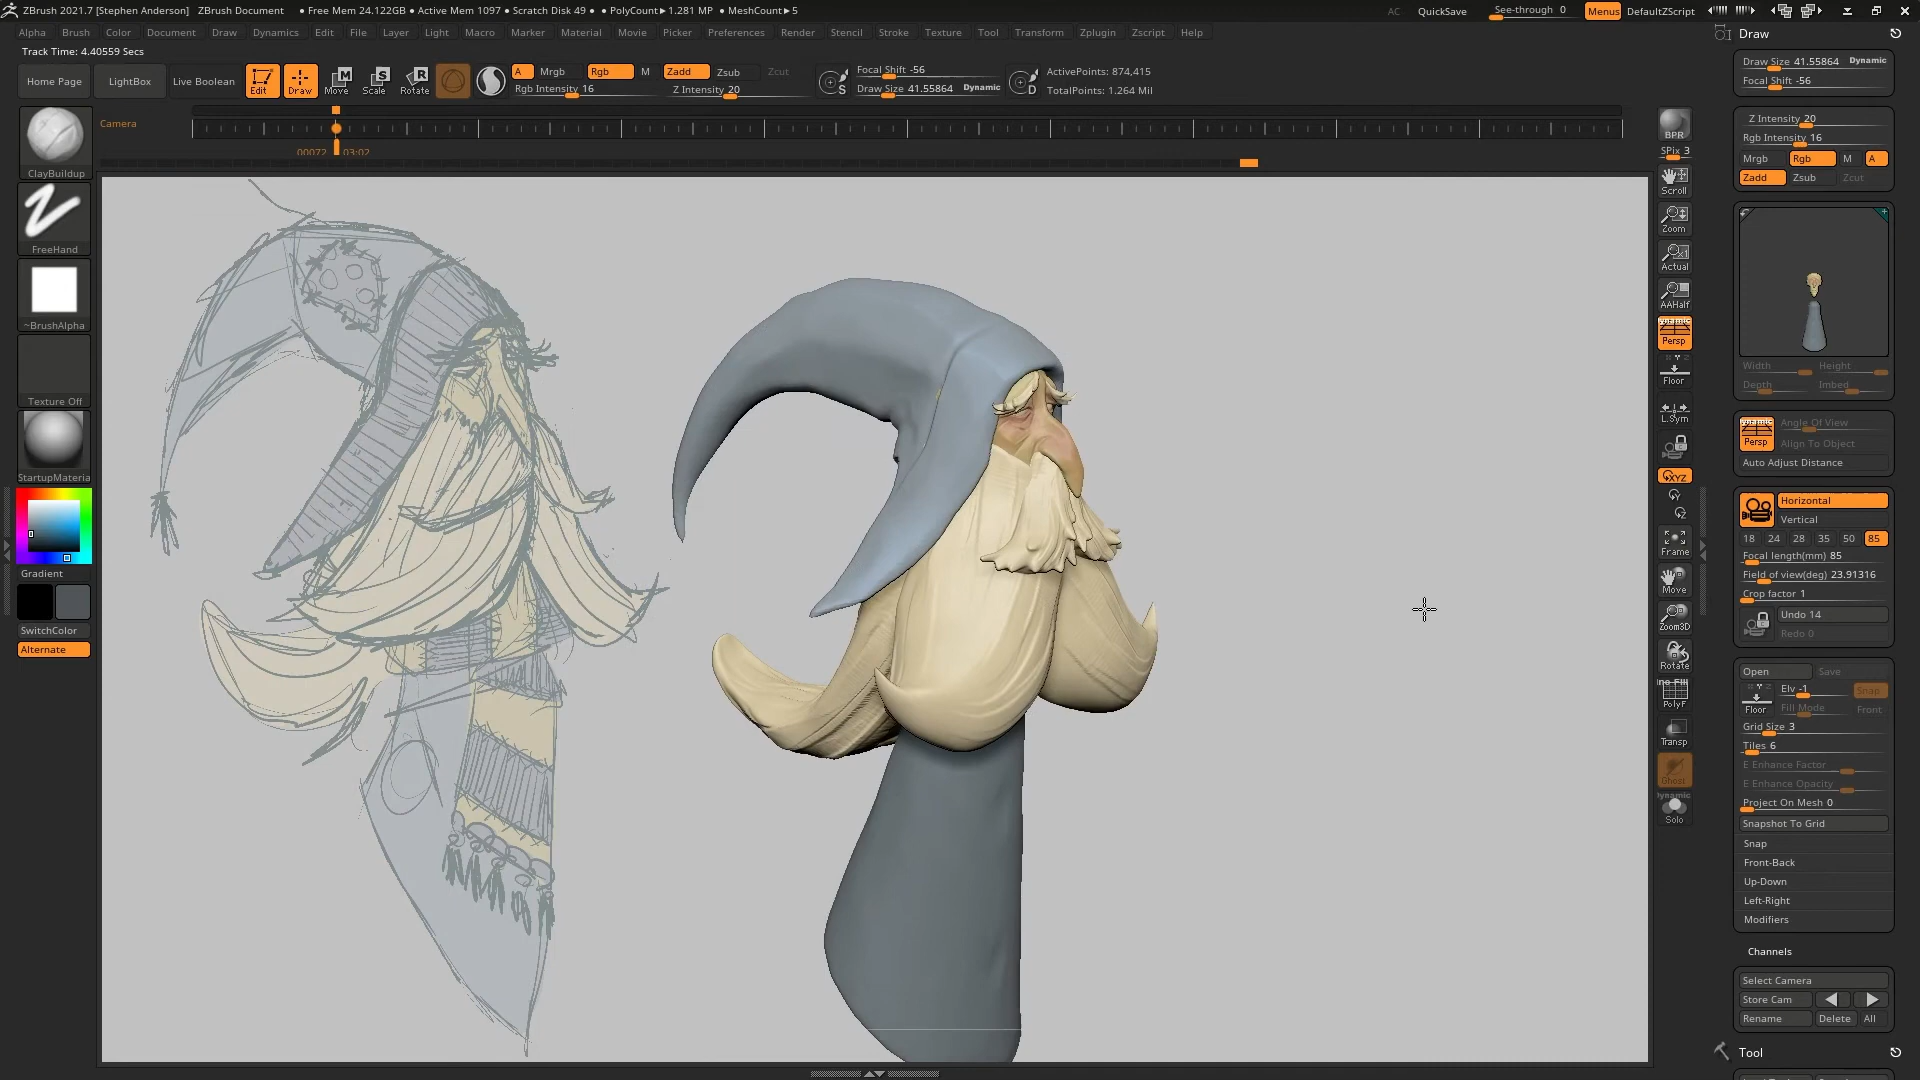 ZBrush 2021.7 [Stephen Anderson] ZBrush Document • Free Mem 24.122GB • Active Mem 1097 • Scratch Disk 49 • • PolyCount▸1.281 MP • MeshCount▸5 AC QuickSave See-through 0 Menus DefaultZScript
Alpha Brush Color Document Draw Dynamics Edit File Layer Light Macro Marker Material Movie Picker Preferences Render Stencil Stroke Texture Tool Transform Zplugin Zscript Help
Track Time: 4.40559 Secs
Home Page LightBox Live Boolean Edit Draw Move Scale Rotate
A Mrgb Rgb M Zadd Zsub Zcut
Rgb Intensity 16 Z Intensity 20
Focal Shift -56
Draw Size 41.55864 Dynamic
ActivePoints: 874,415
TotalPoints: 1.264 Mil
Camera
00072 03:02
ClayBuildup
FreeHand
~BrushAlpha
Texture Off
StartupMateria
Gradient
SwitchColor
Alternate
BPR
SPix 3
Scroll
Zoom
Actual
AAHalf
Persp
Floor
L.Sym
XYZ
Frame
Move
Zoom3D
Rotate
PolyF
Transp
Ghost
Dynamic
Solo
Draw
Draw Size 41.55864 Dynamic
Focal Shift -56
Z Intensity 20
Rgb Intensity 16
Mrgb Rgb M A
Zadd Zsub Zcut
Width Height
Depth Imbed
Persp Angle Of View
Align To Object
Auto Adjust Distance
Horizontal
Vertical
18 24 28 35 50 85
Focal length(mm) 85
Field of view(deg) 23.91316
Crop factor 1
Undo 14
Redo 0
Open Save
Floor Elv -1 Snap
Fill Mode Front
Grid Size 3
Tiles 6
E Enhance Factor
E Enhance Opacity
Project On Mesh 0
Snapshot To Grid
Snap
Front-Back
Up-Down
Left-Right
Modifiers
Channels
Select Camera
Store Cam
Rename Delete All
Tool